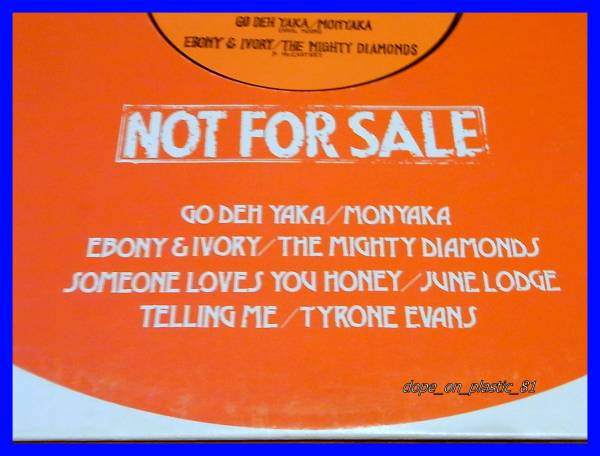 GO DEH YAKA/MONYAKA
EBONY & IVORY/THE MIGHTY DIAMONDS
NOT FOR SALE
GO DEH YAKA/MONYAKA
EBONY & IVORY/THE MIGHTY DIAMONDS
SOMEONE LOVES YOU HONEY/JUNE LODGE
TELLING ME/TYRONE EVANS
dope_on_plastic_81